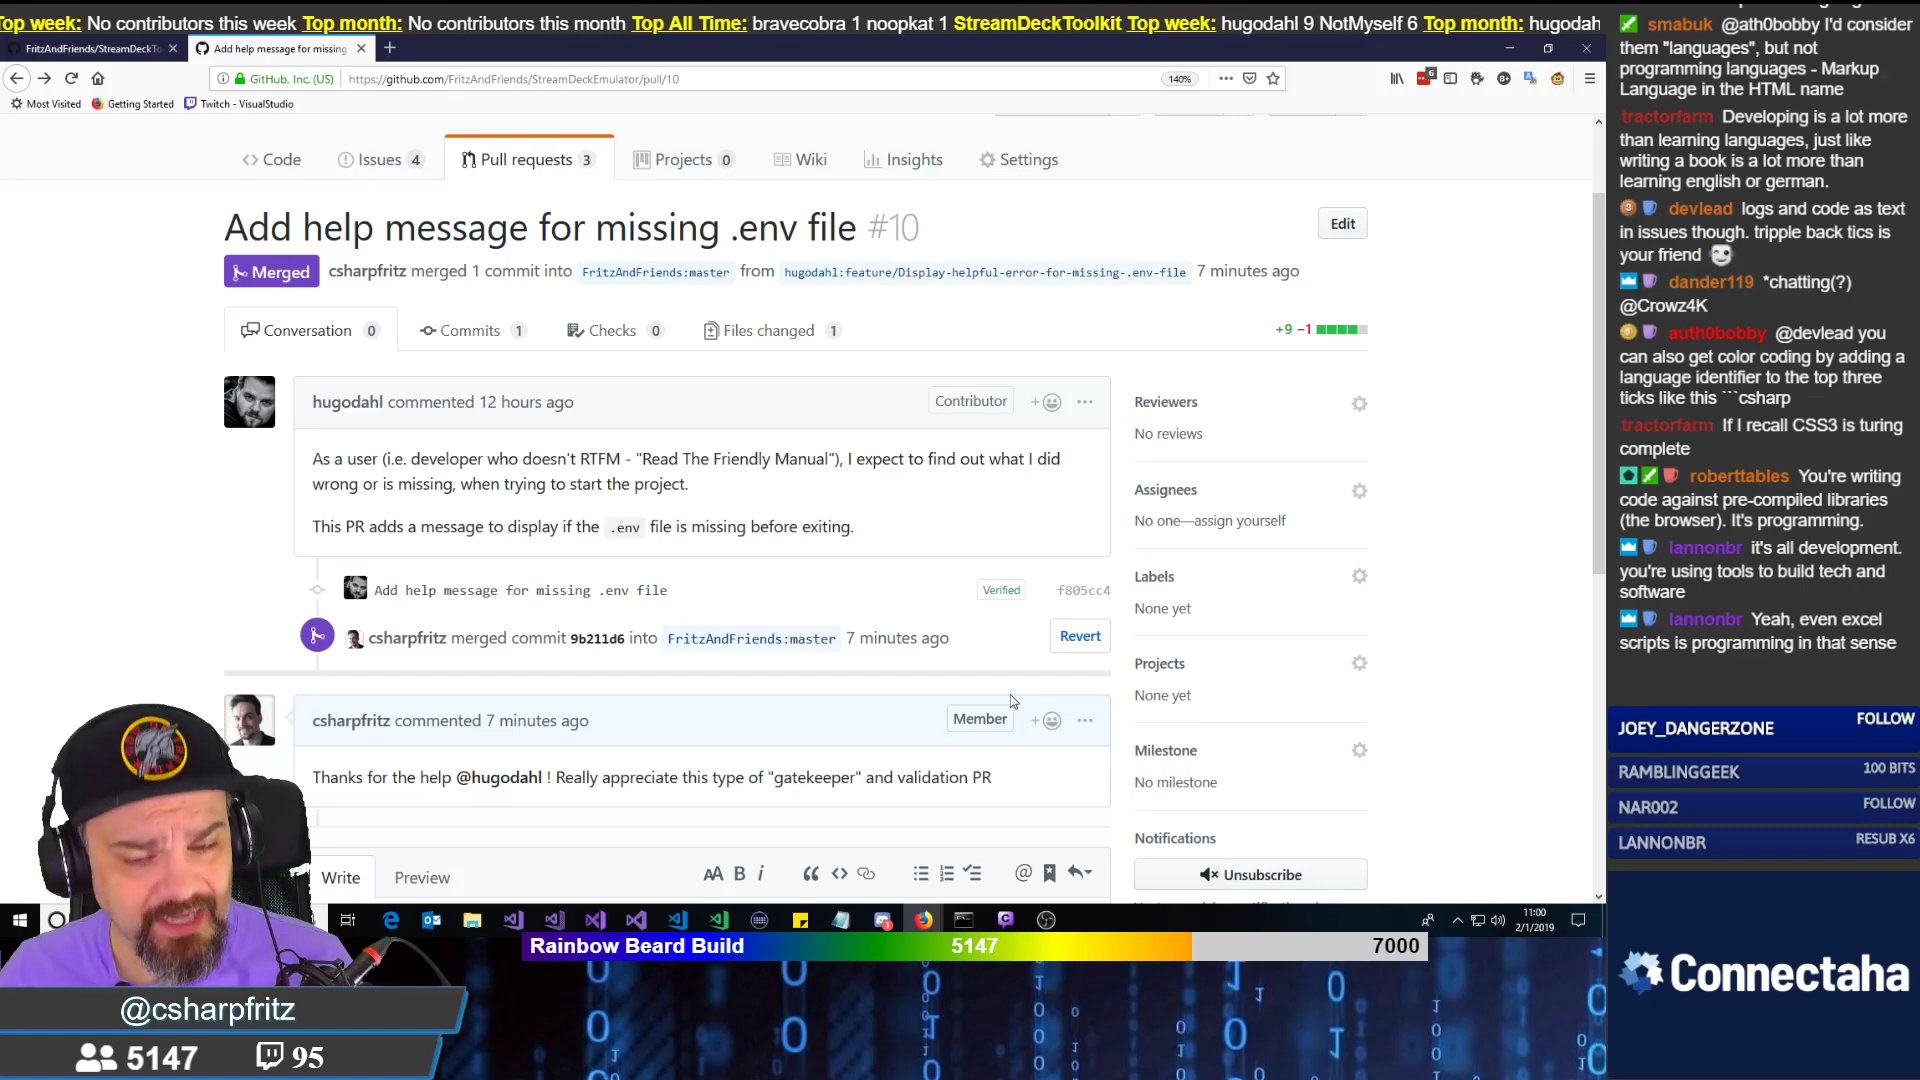 Top week: No contributors this week Top month: No contributors this month Top All Time: bravecobra 1 noopkat 1 StreamDeckToolkit Top week: hugodahl 9 NotMyself 6 Top month: hugodah
FritzAndFriends/StreamDeckTo
Add help message for missing
GitHub, Inc. (US)
https://github.com/FritzAndFriends/StreamDeckEmulator/pull/10
140%
6
Most Visited
Getting Started
Twitch - VisualStudio
Code
Issues 4
Pull requests 3
Projects 0
Wiki
Insights
Settings
Add help message for missing .env file #10
Edit
Merged
csharpfritz merged 1 commit into FritzAndFriends:master from hugodahl:feature/Display-helpful-error-for-missing-.env-file 7 minutes ago
Conversation 0
Commits 1
Checks 0
Files changed 1
+9 −1
hugodahl commented 12 hours ago
Contributor
As a user (i.e. developer who doesn't RTFM - "Read The Friendly Manual"), I expect to find out what I did
wrong or is missing, when trying to start the project.
This PR adds a message to display if the .env file is missing before exiting.
Add help message for missing .env file
Verified
f805cc4
csharpfritz merged commit 9b211d6 into FritzAndFriends:master 7 minutes ago
Revert
csharpfritz commented 7 minutes ago
Member
Thanks for the help @hugodahl ! Really appreciate this type of "gatekeeper" and validation PR
Write
Preview
AA B i
Reviewers
No reviews
Assignees
No one—assign yourself
Labels
None yet
Projects
None yet
Milestone
No milestone
Notifications
Unsubscribe
11:00
2/1/2019
Rainbow Beard Build
5147
7000
@csharpfritz
5147
95
smabuk @ath0bobby I'd consider
them "languages", but not
programming languages - Markup
Language in the HTML name
tractorfarm Developing is a lot more
than learning languages, just like
writing a book is a lot more than
learning english or german.
devlead logs and code as text
in issues though. tripple back tics is
your friend
dander119 *chatting(?)
@Crowz4K
auth0bobby @devlead you
can also get color coding by adding a
language identifier to the top three
ticks like this ```csharp
tractorfarm If I recall CSS3 is turing
complete
roberttables You're writing
code against pre-compiled libraries
(the browser). It's programming.
lannonbr it's all development.
you're using tools to build tech and
software
lannonbr Yeah, even excel
scripts is programming in that sense
JOEY_DANGERZONE
FOLLOW
RAMBLINGGEEK
100 BITS
NAR002
FOLLOW
LANNONBR
RESUB X6
Connectaha